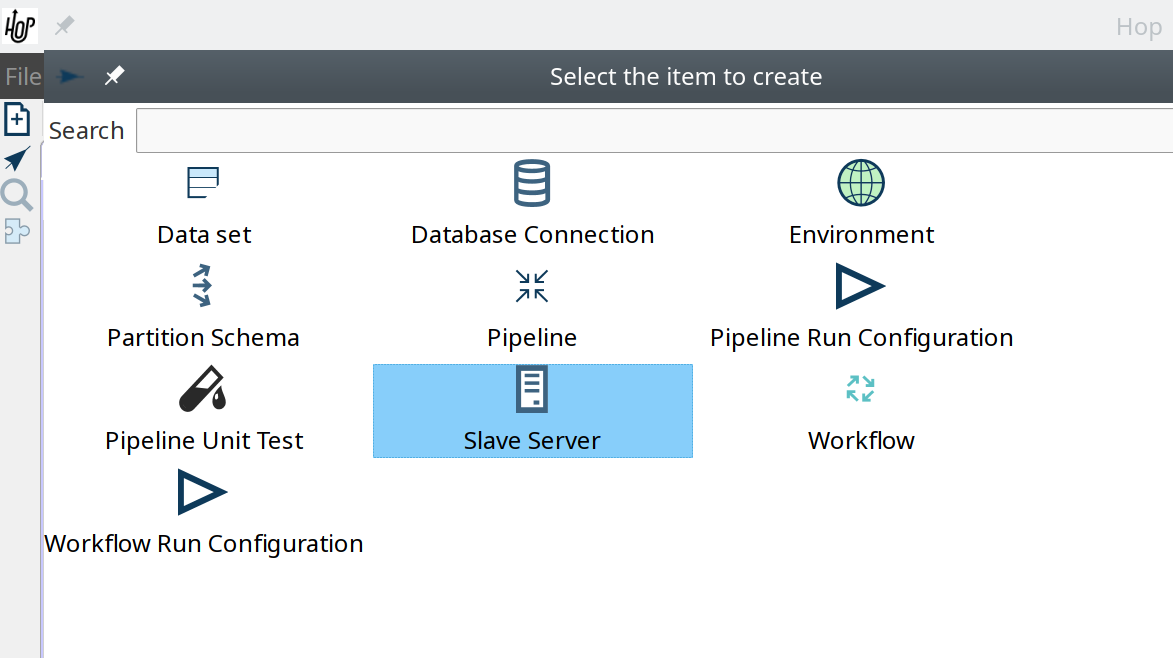 HOP
Hop
File
Select the item to create
Search
Data set
Database Connection
Environment
Partition Schema
Pipeline
Pipeline Run Configuration
Pipeline Unit Test
Slave Server
Workflow
Workflow Run Configuration